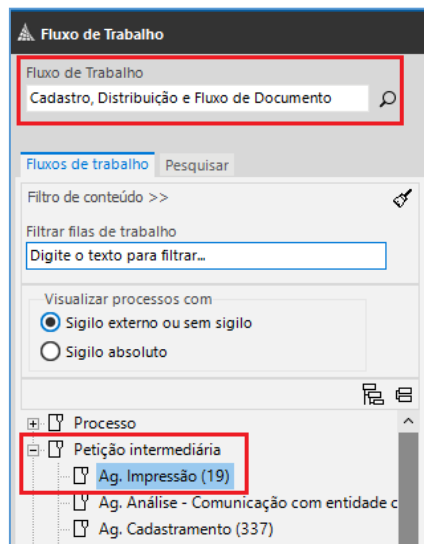 Fluxo de Trabalho
Fluxo de Trabalho
Cadastro, Distribuição e Fluxo de Documento
Fluxos de trabalho Pesquisar
Filtro de conteúdo >>
Filtrar filas de trabalho
Digite o texto para filtrar...
Visualizar processos com
Sigilo externo ou sem sigilo
Sigilo absoluto
Processo
Petição intermediária
Ag. Impressão (19)
Ag. Análise - Comunicação com entidade c
Ag. Cadastramento (337)